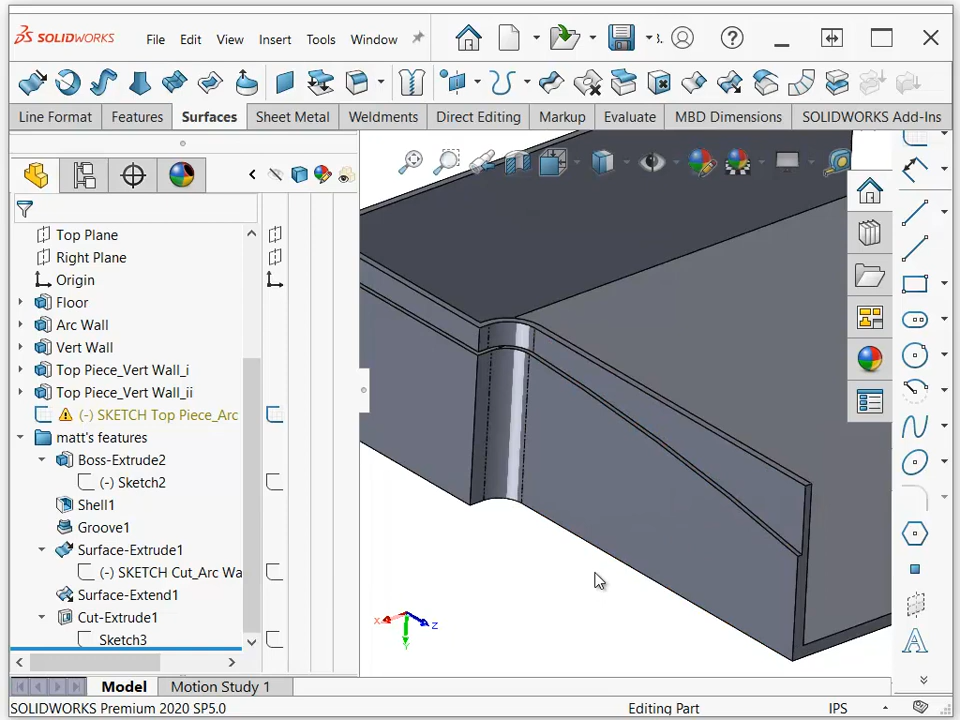 SOLIDWORKS File Edit View Insert Tools Window
Line Format Features Surfaces Sheet Metal Weldments Direct Editing Markup Evaluate MBD Dimensions SOLIDWORKS Add-Ins
Top Plane
Right Plane
Origin
Floor
Arc Wall
Vert Wall
Top Piece_Vert Wall_i
Top Piece_Vert Wall_ii
(-) SKETCH Top Piece_Arc
matt's features
Boss-Extrude2
(-) Sketch2
Shell1
Groove1
Surface-Extrude1
(-) SKETCH Cut_Arc Wa
Surface-Extend1
Cut-Extrude1
Sketch3
X Z Y
Model Motion Study 1
SOLIDWORKS Premium 2020 SP5.0 Editing Part IPS